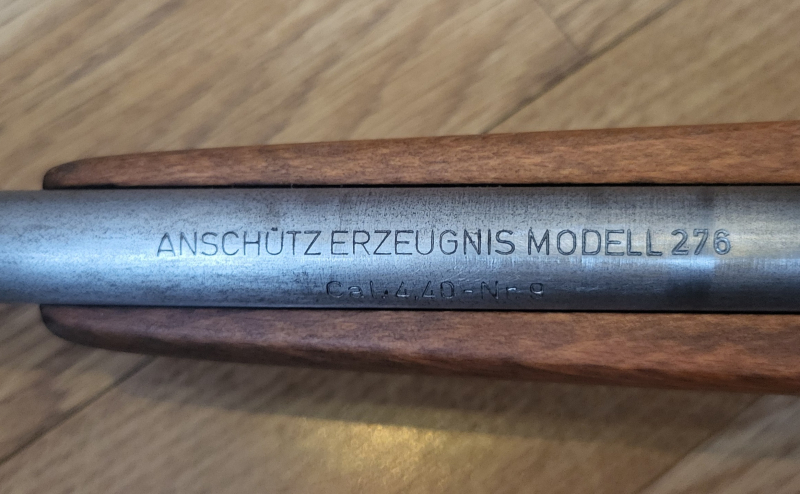 ANSCHÜTZ ERZEUGNIS MODELL 276
Cal. 4,40 - Nr 9